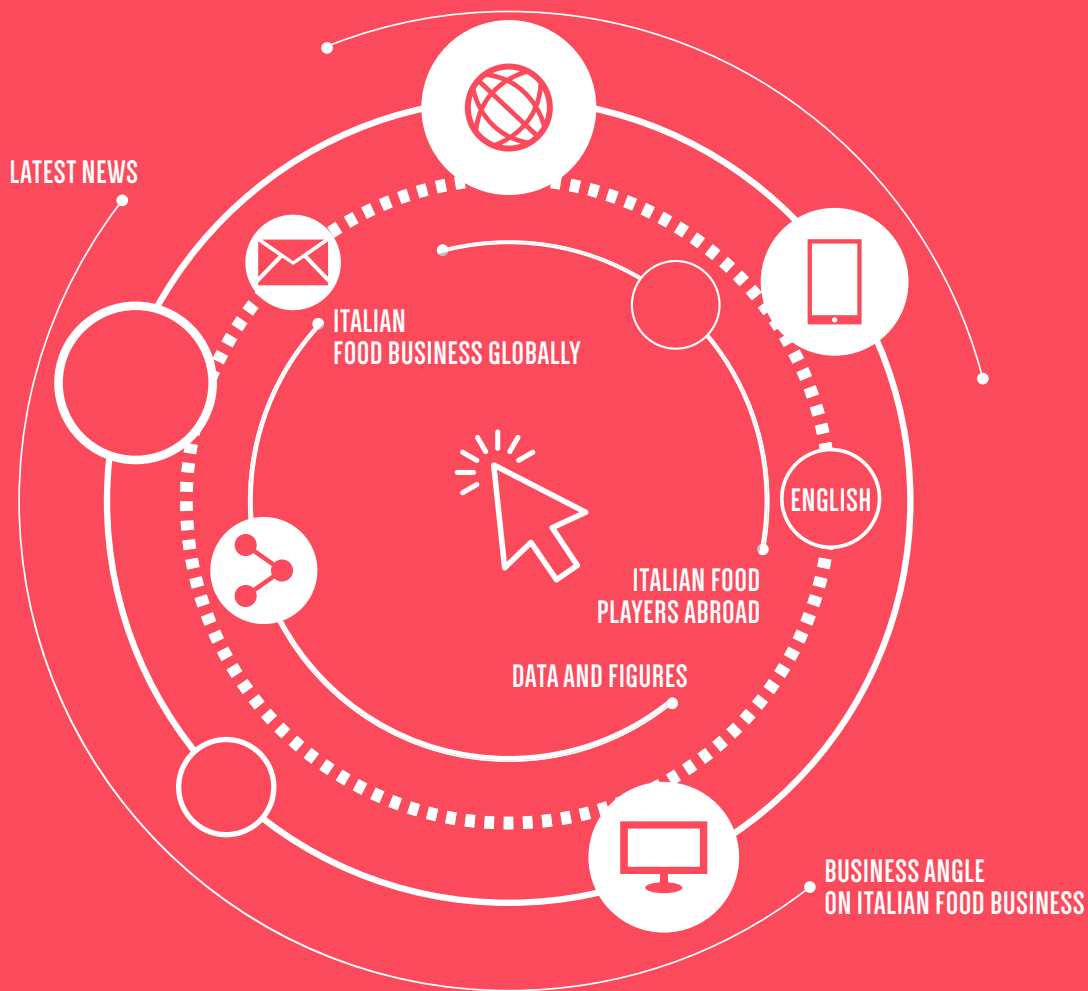 LATEST NEWS
ITALIAN
FOOD BUSINESS GLOBALLY
ENGLISH
ITALIAN FOOD
PLAYERS ABROAD
DATA AND FIGURES
BUSINESS ANGLE
ON ITALIAN FOOD BUSINESS